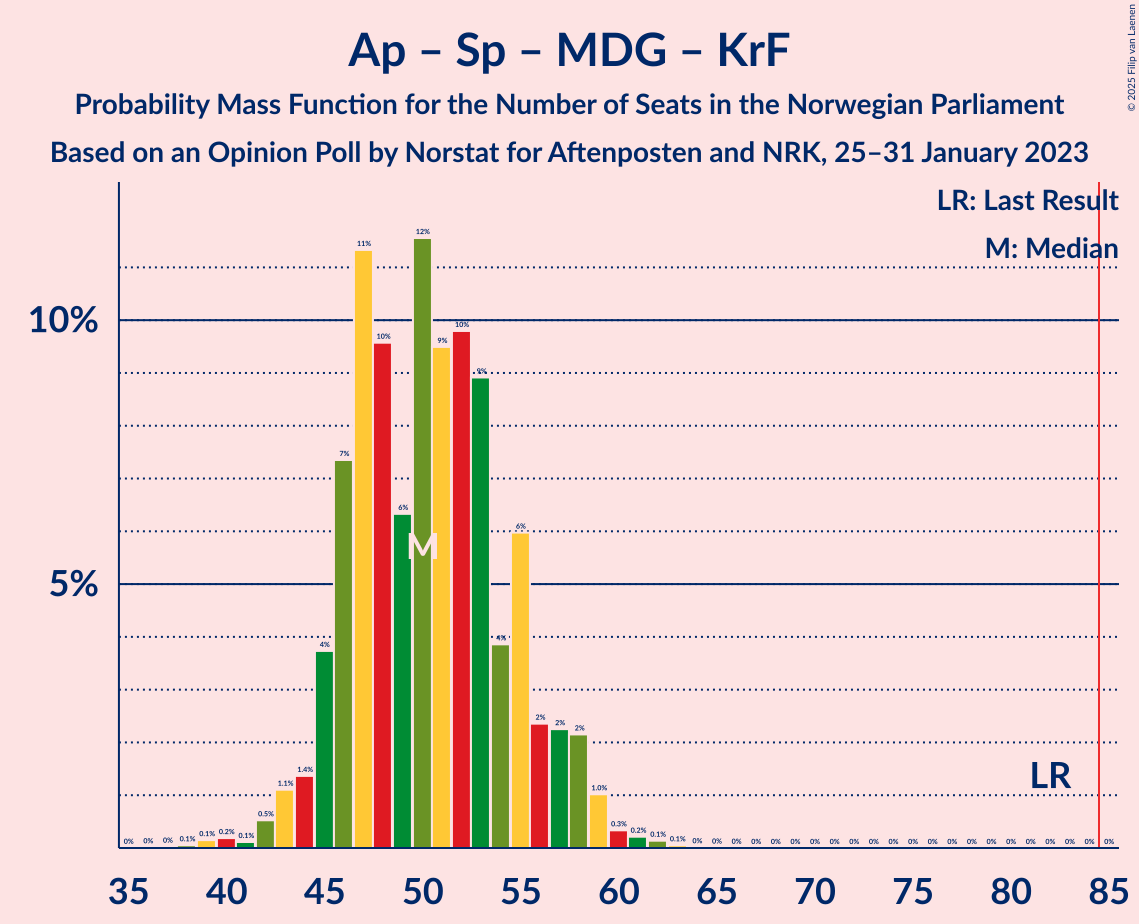 Ap – Sp – MDG – KrF
Probability Mass Function for the Number of Seats in the Norwegian Parliament
Based on an Opinion Poll by Norstat for Aftenposten and NRK, 25–31 January 2023
© 2025 Filip van Laenen
LR: Last Result
M: Median
10%
5%
0% 0% 0% 0.1% 0.1% 0.2% 0.1% 0.5% 1.1% 1.4% 4% 7% 11% 10% 6% 12% 9% 10% 9% 4% 6% 2% 2% 2% 1.0% 0.3% 0.2% 0.1% 0.1% 0% 0% 0% 0% 0% 0% 0% 0% 0% 0% 0% 0% 0% 0% 0% 0% 0% 0% 0% 0% 0% 0%
M
LR
35 40 45 50 55 60 65 70 75 80 85